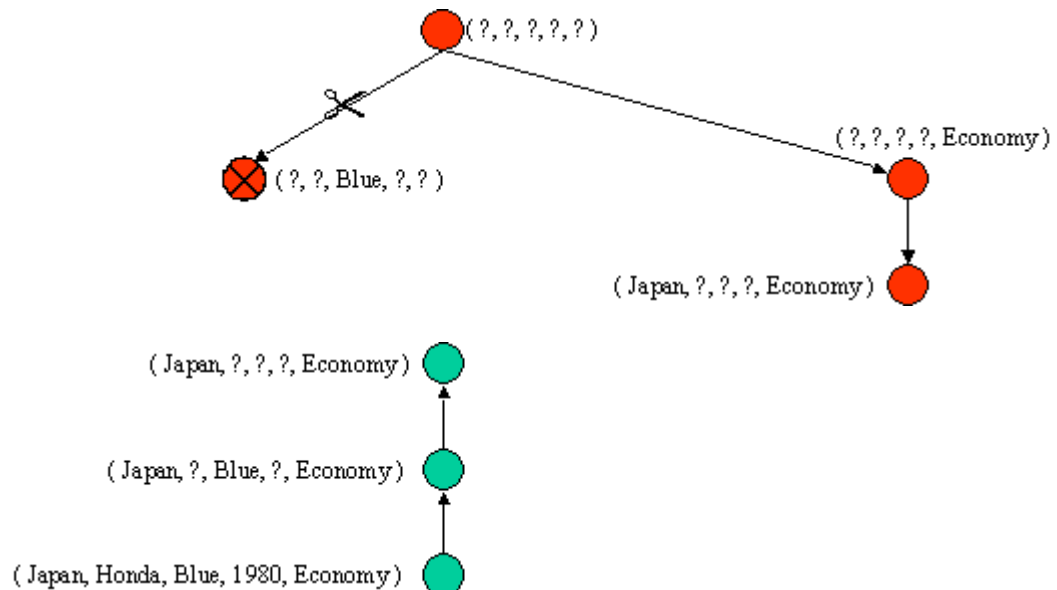 ( ?, ?, ?, ?, ? )
( ?, ?, ?, ?, Economy )
( ?, ?, Blue, ?, ? )
( Japan, ?, ?, ?, Economy )
( Japan, ?, ?, ?, Economy )
( Japan, ?, Blue, ?, Economy )
( Japan, Honda, Blue, 1980, Economy )